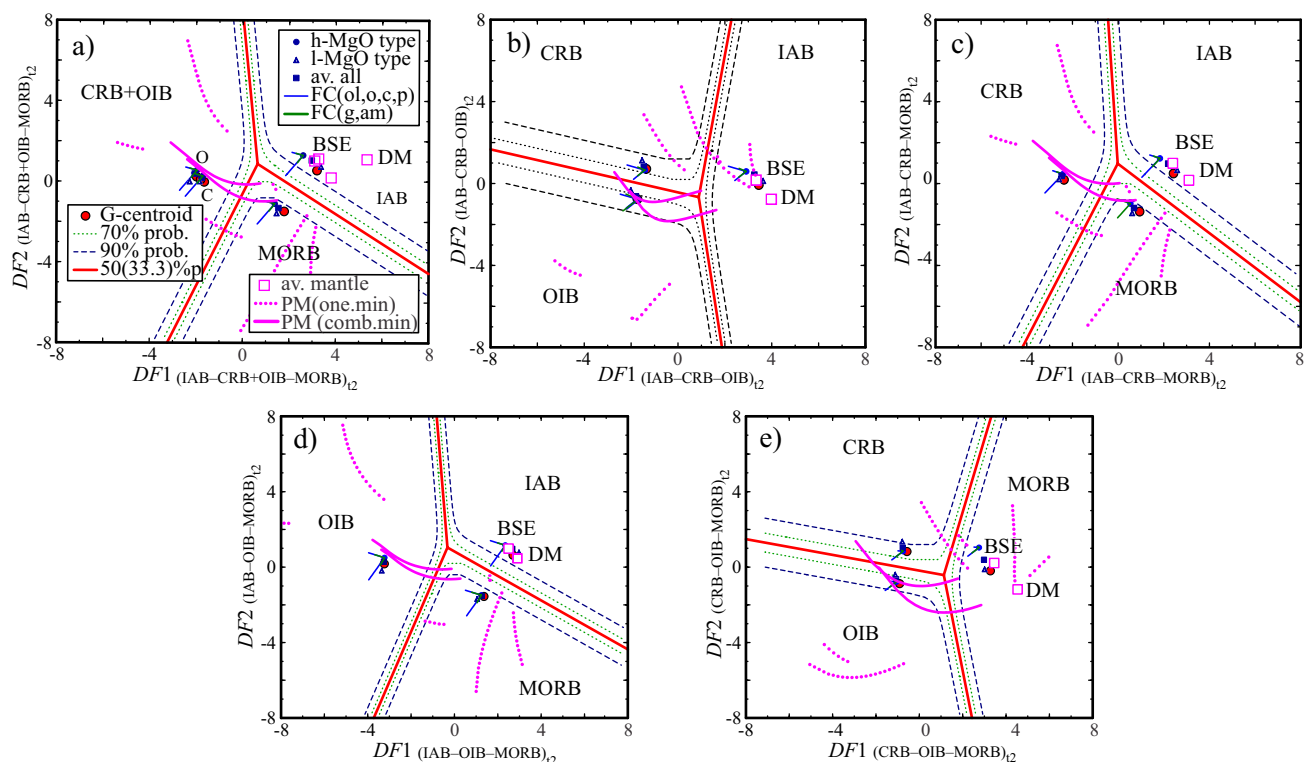 a)
8
4
0
-4
-8
-8
-4
0
4
8
CRB+OIB
h-MgO type
l-MgO type
av. all
FC(ol,o,c,p)
FC(g,am)
BSE
DM
O
C
IAB
G-centroid
70% prob.
90% prob.
50(33.3)%p
MORB
av. mantle
PM(one.min)
PM (comb.min)
DF2 (IAB–CRB+OIB–MORB)t2
DF1 (IAB–CRB+OIB–MORB)t2
b)
8
4
0
-4
-8
-8
-4
0
4
8
CRB
IAB
BSE
DM
OIB
DF2 (IAB–CRB–OIB)t2
DF1 (IAB–CRB–OIB)t2
c)
8
4
0
-4
-8
-8
-4
0
4
8
IAB
CRB
BSE
DM
MORB
DF2 (IAB–CRB–MORB)t2
DF1 (IAB–CRB–MORB)t2
d)
8
4
0
-4
-8
-8
-4
0
4
8
IAB
OIB
BSE
DM
MORB
DF2 (IAB–OIB–MORB)t2
DF1 (IAB–OIB–MORB)t2
e)
8
4
0
-4
-8
-8
-4
0
4
8
CRB
MORB
BSE
DM
OIB
DF2 (CRB–OIB–MORB)t2
DF1 (CRB–OIB–MORB)t2